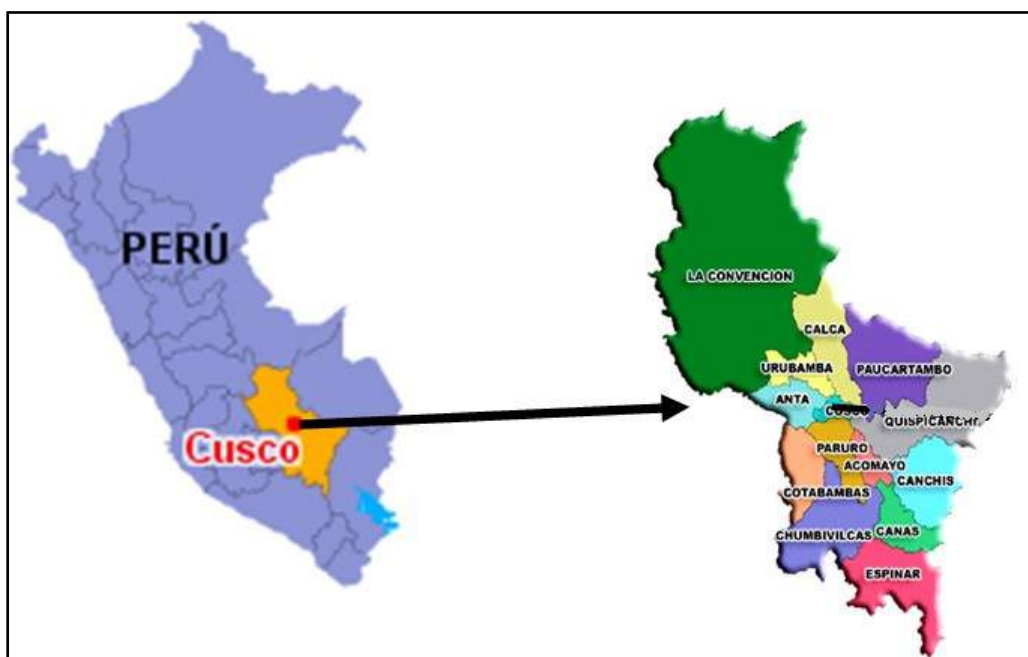 PERÚ
Cusco
LA CONVENCION
CALCA
URUBAMBA
PAUCARTAMBO
ANTA
CUSCO
QUISPICANCHI
PARURO
ACOMAYO
CANCHIS
COTABAMBAS
CHUMBIVILCAS
CANAS
ESPINAR